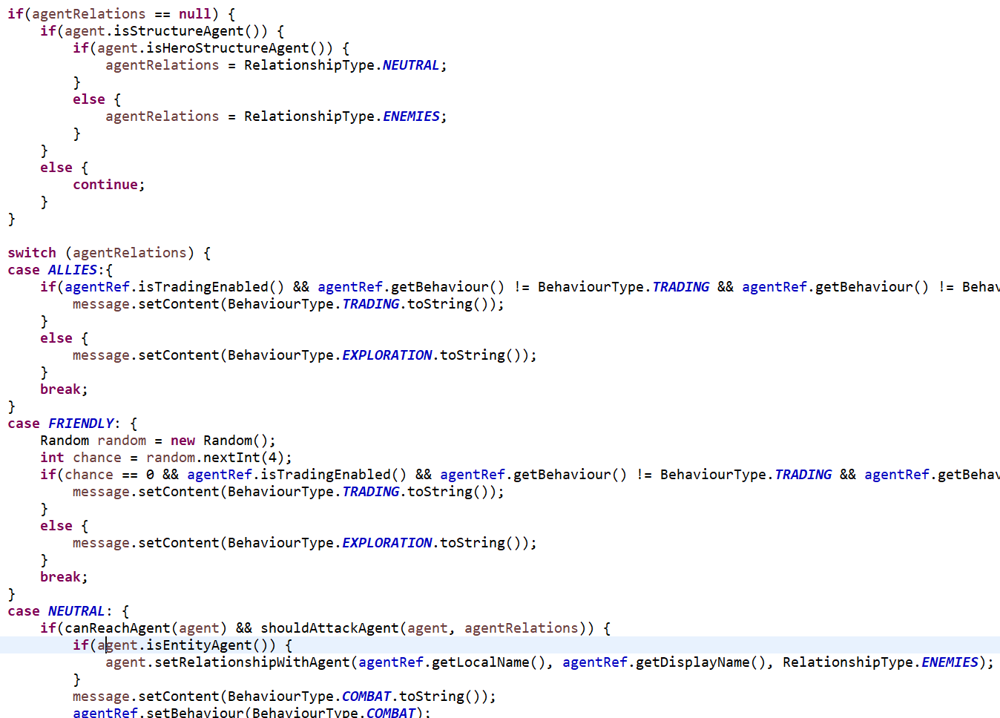 if(agentRelations == null) {
    if(agent.isStructureAgent()) {
        if(agent.isHeroStructureAgent()) {
            agentRelations = RelationshipType.NEUTRAL;
        }
        else {
            agentRelations = RelationshipType.ENEMIES;
        }
    }
    else {
        continue;
    }
}

switch (agentRelations) {
case ALLIES:{
    if(agentRef.isTradingEnabled() && agentRef.getBehaviour() != BehaviourType.TRADING && agentRef.getBehaviour() != Behav
        message.setContent(BehaviourType.TRADING.toString());
    }
    else {
        message.setContent(BehaviourType.EXPLORATION.toString());
    }
    break;
}
case FRIENDLY: {
    Random random = new Random();
    int chance = random.nextInt(4);
    if(chance == 0 && agentRef.isTradingEnabled() && agentRef.getBehaviour() != BehaviourType.TRADING && agentRef.getBehav
        message.setContent(BehaviourType.TRADING.toString());
    }
    else {
        message.setContent(BehaviourType.EXPLORATION.toString());
    }
    break;
}
case NEUTRAL: {
    if(canReachAgent(agent) && shouldAttackAgent(agent, agentRelations)) {
        if(agent.isEntityAgent()) {
            agent.setRelationshipWithAgent(agentRef.getLocalName(), agentRef.getDisplayName(), RelationshipType.ENEMIES);
        }
        message.setContent(BehaviourType.COMBAT.toString());
        agentRef.setBehaviour(BehaviourType.COMBAT);